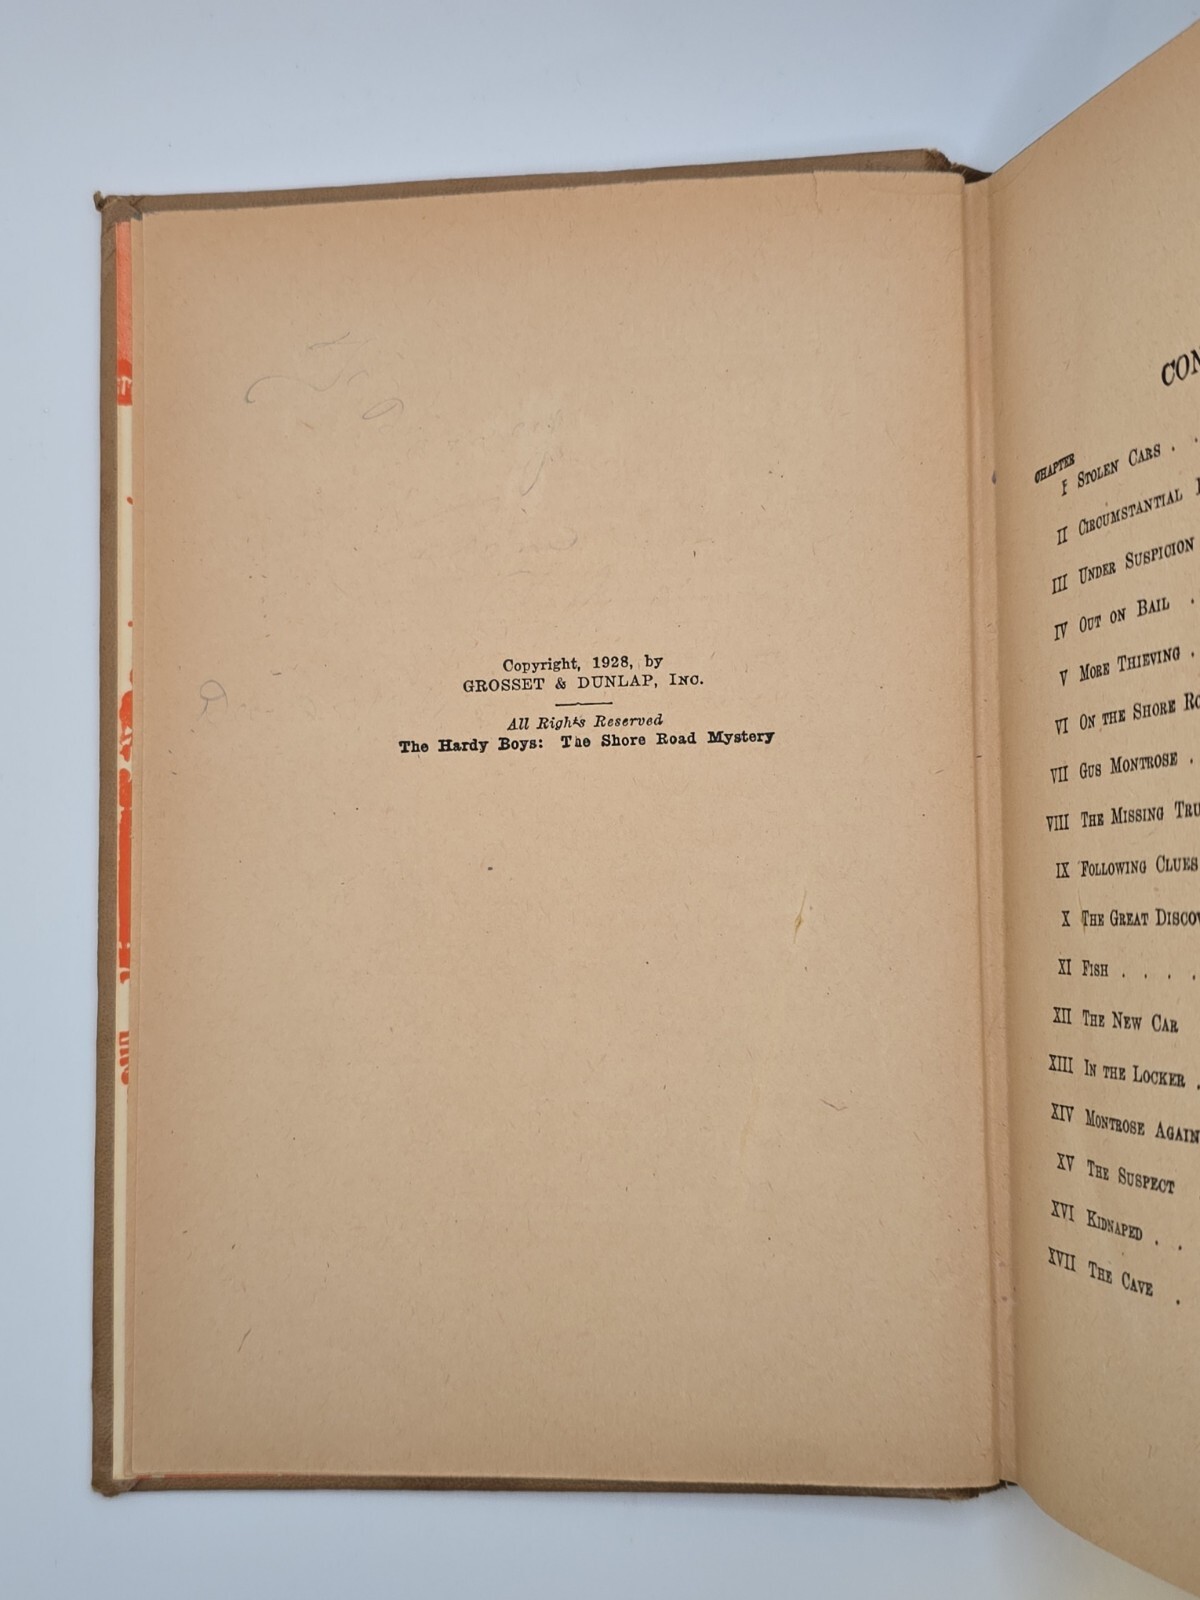 Copyright, 1928, by
GROSSET & DUNLAP, Inc.
All Rights Reserved
The Hardy Boys: The Shore Road Mystery
CON
CHAPTER
I STOLEN CARS . .
II CIRCUMSTANTIAL
III UNDER SUSPICION
IV OUT ON BAIL .
V MORE THIEVING .
VI ON THE SHORE RO
VII GUS MONTROSE .
VIII THE MISSING TRU
IX FOLLOWING CLUES
X THE GREAT DISCOV
XI FISH . . . .
XII THE NEW CAR
XIII IN THE LOCKER .
XIV MONTROSE AGAIN
XV THE SUSPECT
XVI KIDNAPED . .
XVII THE CAVE .